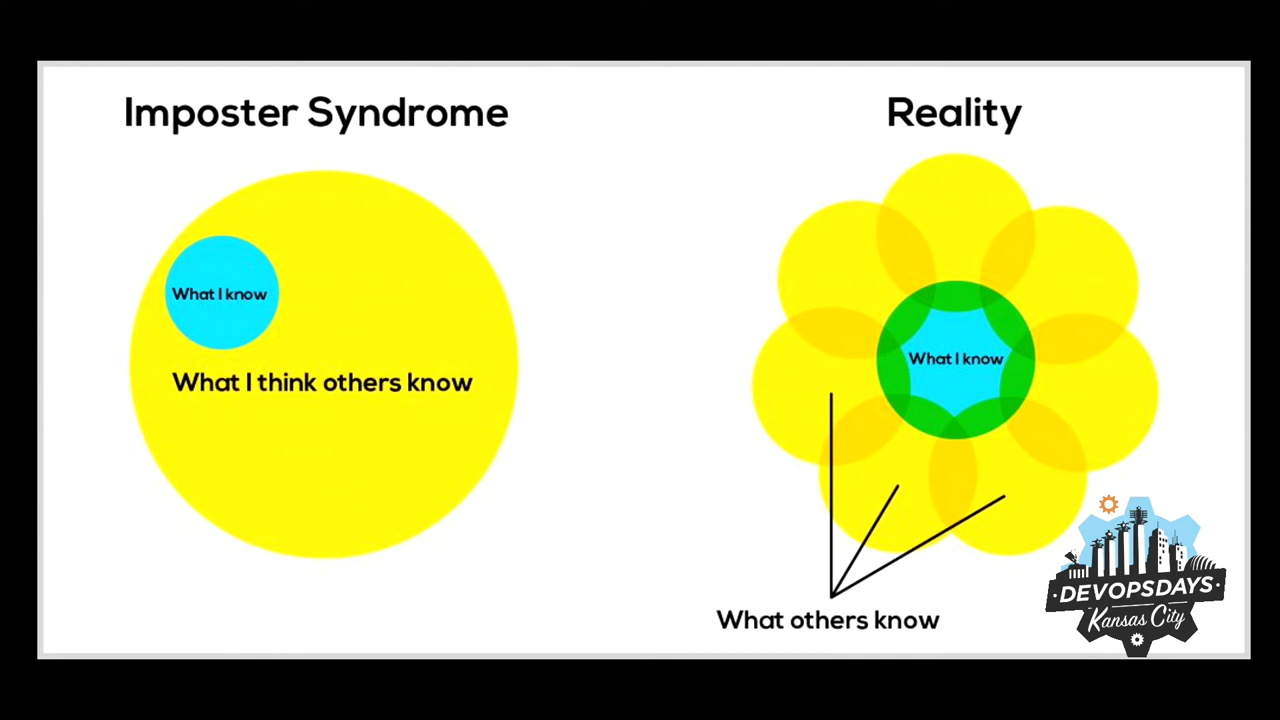 Imposter Syndrome
Reality
What I know
What I think others know
What I know
What others know
DEVOPSDAYS
Kansas City